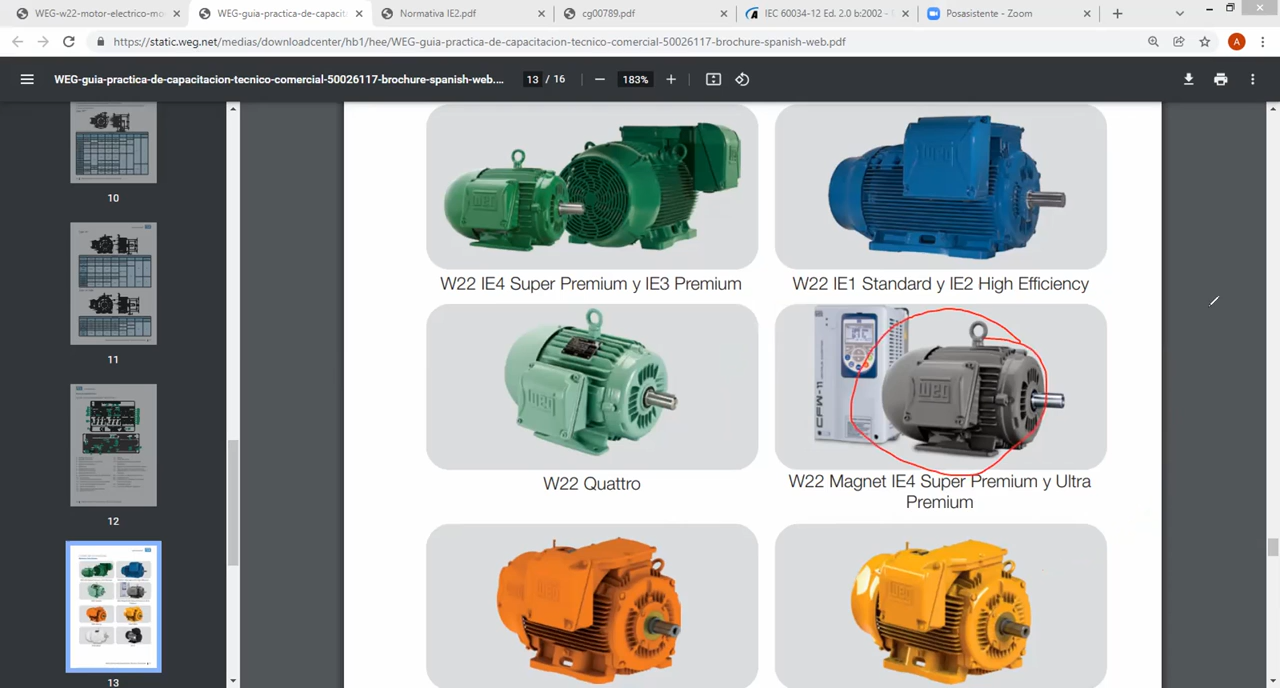 WEG-w22-motor-electrico-mo
WEG-guia-practica-de-capacitac
Normativa IE2.pdf
cg00789.pdf
IEC 60034-12 Ed. 2.0 b:2002 -
Posasistente - Zoom
https://static.weg.net/medias/downloadcenter/hb1/hee/WEG-guia-practica-de-capacitacion-tecnico-comercial-50026117-brochure-spanish-web.pdf
A
WEG-guia-practica-de-capacitacion-tecnico-comercial-50026117-brochure-spanish-web....
13 / 16
183%
10
11
12
13
W22 IE4 Super Premium y IE3 Premium
W22 IE1 Standard y IE2 High Efficiency
W22 Quattro
CFW-11
W22 Magnet IE4 Super Premium y Ultra
Premium